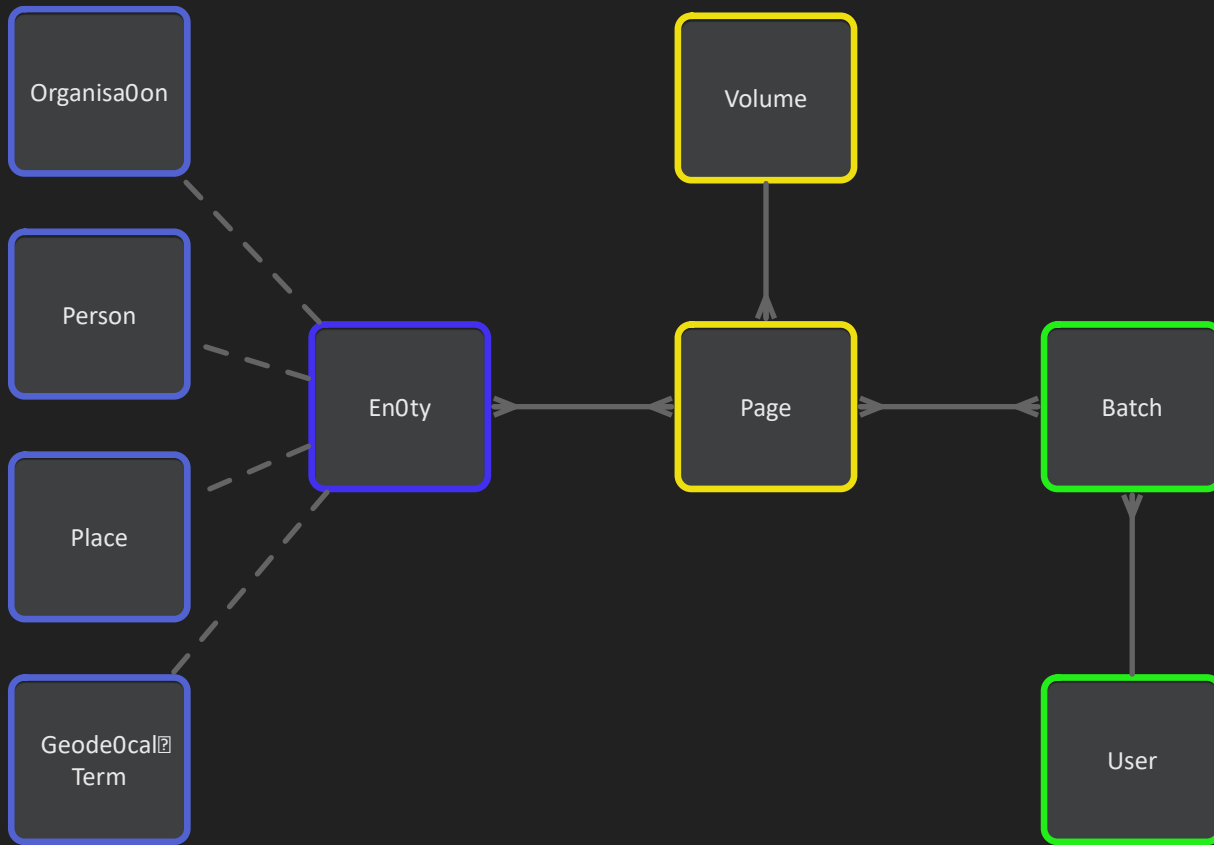 Organisa0on
Volume
Person
En0ty
Page
Batch
Place
Geode0cal⍰
Term
User